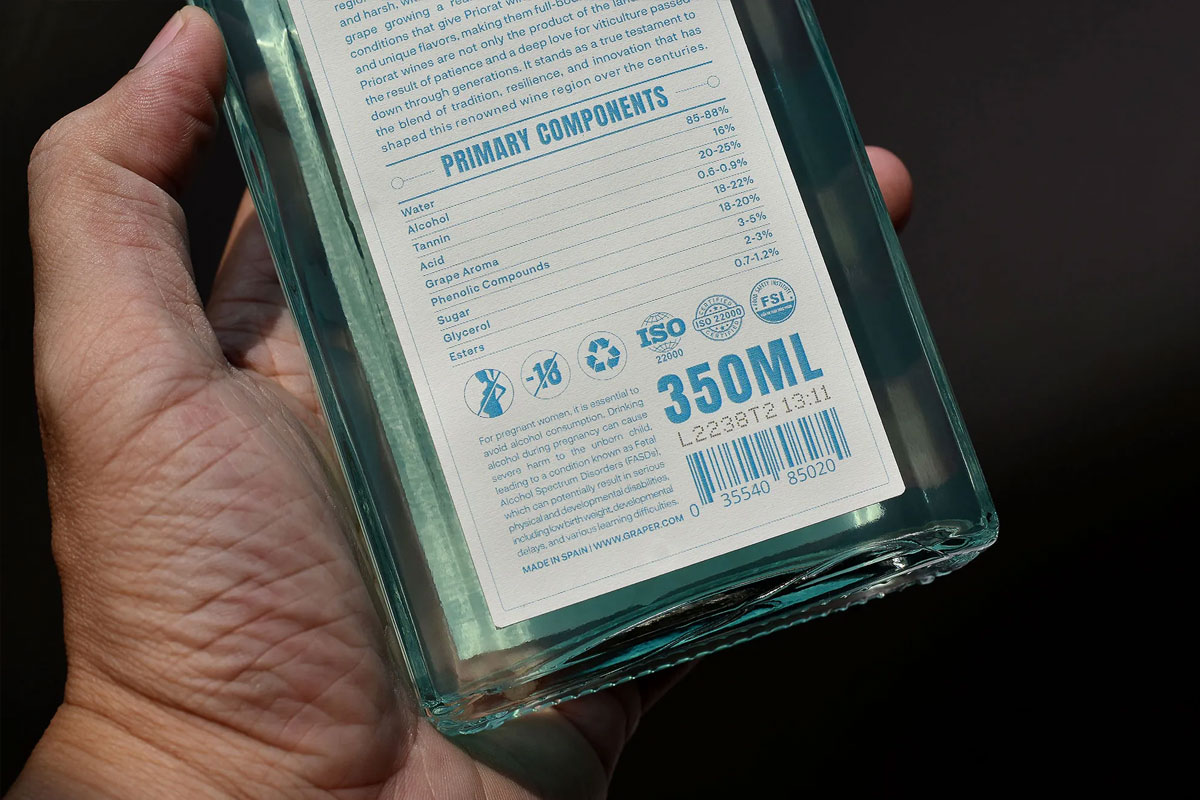 and harsh, wi
grape growing a rea
conditions that give Priorat win
and unique flavors, making them full-bod
Priorat wines are not only the product of the land
the result of patience and a deep love for viticulture passed
down through generations. It stands as a true testament to
the blend of tradition, resilience, and innovation that has
shaped this renowned wine region over the centuries.
PRIMARY COMPONENTS
Water 85-88%
Alcohol 16%
Tannin 20-25%
Acid 0.6-0.9%
Grape Aroma 18-22%
Phenolic Compounds 18-20%
Sugar 3-5%
Glycerol 2-3%
Esters 0.7-1.2%
-18
ISO
22000
CERTIFIED
ISO 22000
CERTIFIED
FOOD SAFETY INSTITUTE
FSI
350ML
L2238T2 13:11
0 35540 85020
For pregnant women, it is essential to
avoid alcohol consumption. Drinking
alcohol during pregnancy can cause
severe harm to the unborn child,
leading to a condition known as Fetal
Alcohol Spectrum Disorders (FASDs),
which can potentially result in serious
physical and developmental disabilities,
including low birth weight, developmental
delays, and various learning difficulties.
MADE IN SPAIN | WWW.GRAPER.COM